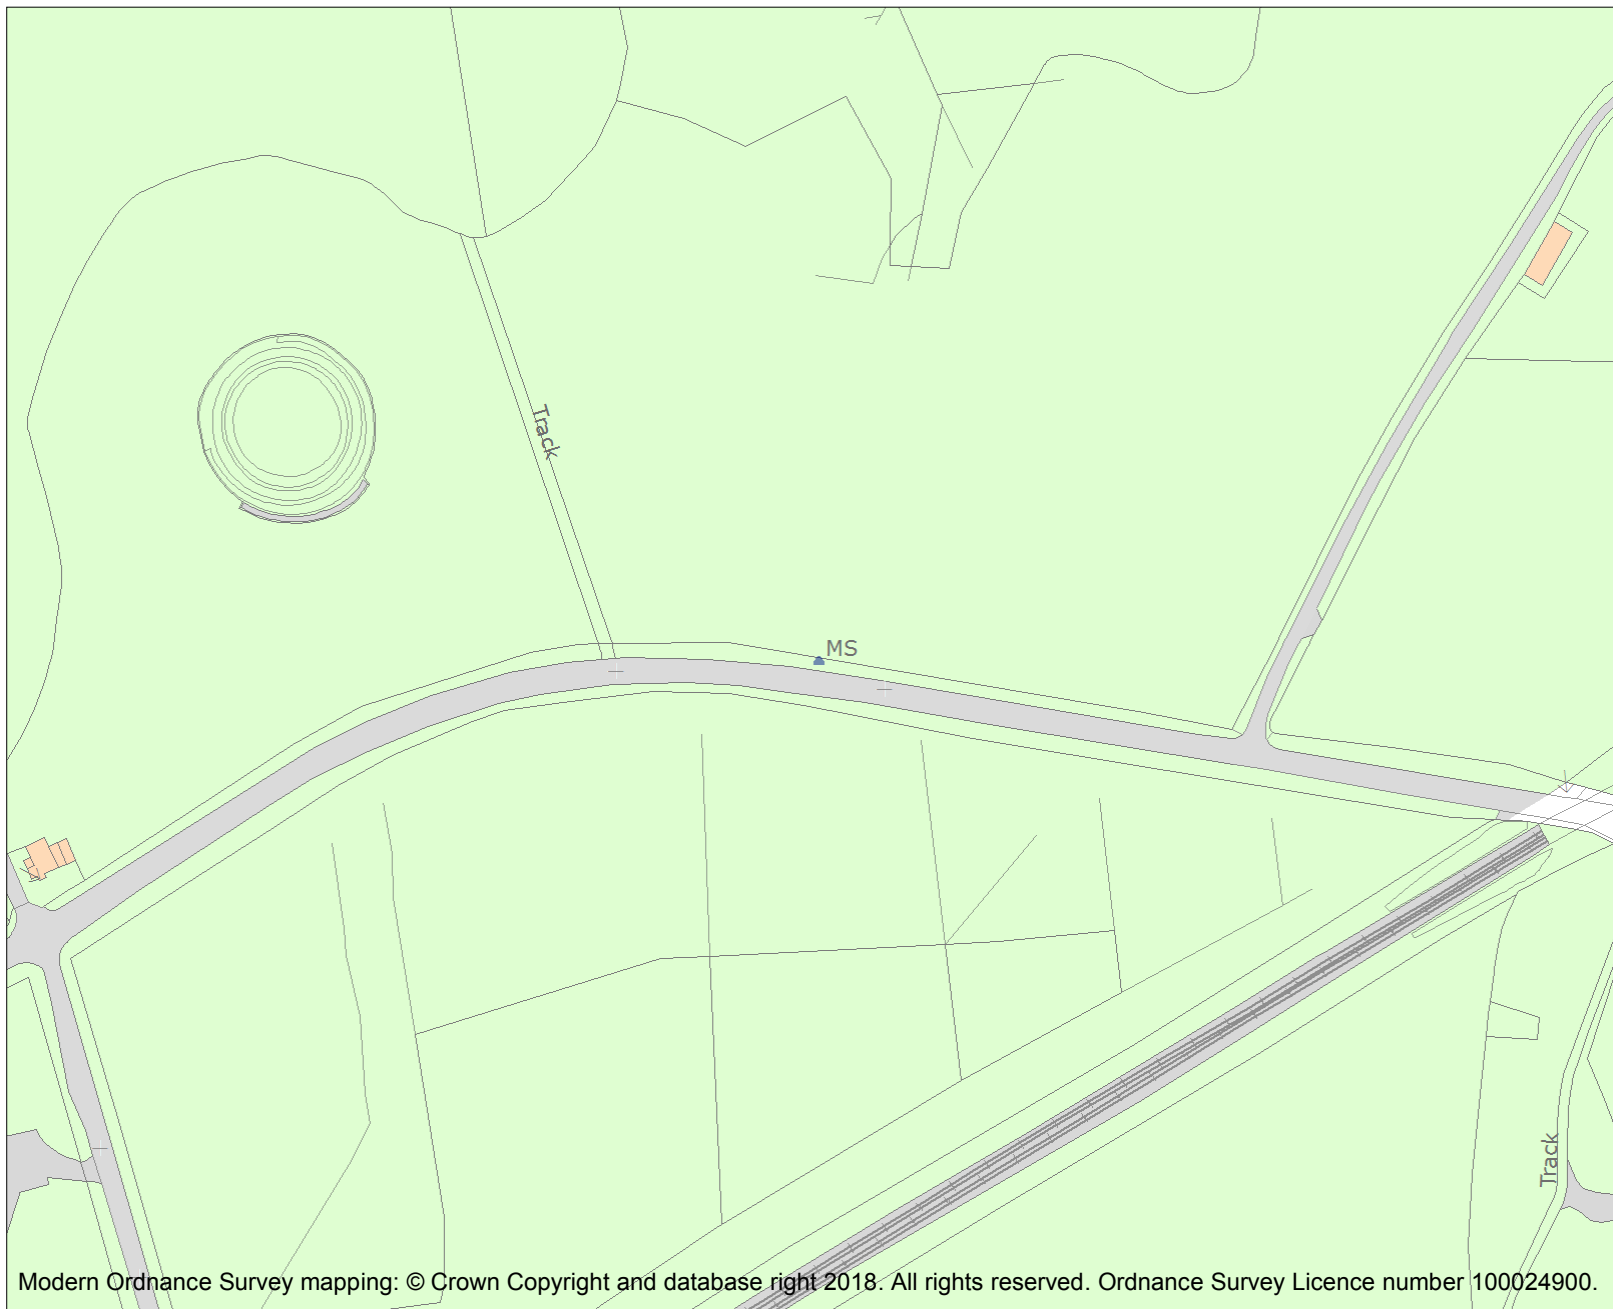 Track
MS
Track
Modern Ordnance Survey mapping: © Crown Copyright and database right 2018. All rights reserved. Ordnance Survey Licence number 100024900.